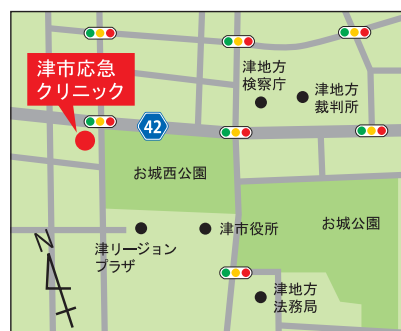 津市応急
クリニック
42
津地方
検察庁
津地方
裁判所
お城西公園
お城公園
津市役所
津リージョン
プラザ
津地方
法務局
N